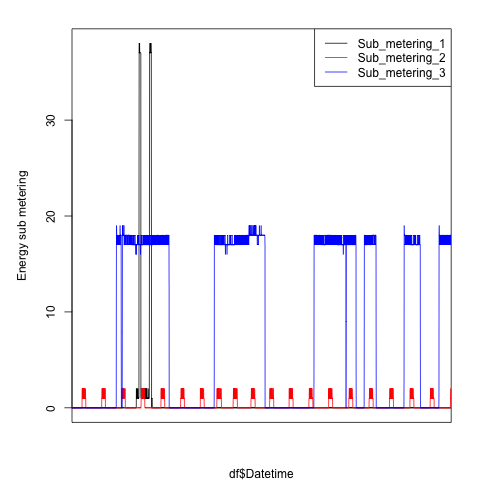 Sub_metering_1
Sub_metering_2
Sub_metering_3
30
20
10
0
Energy sub metering
df$Datetime